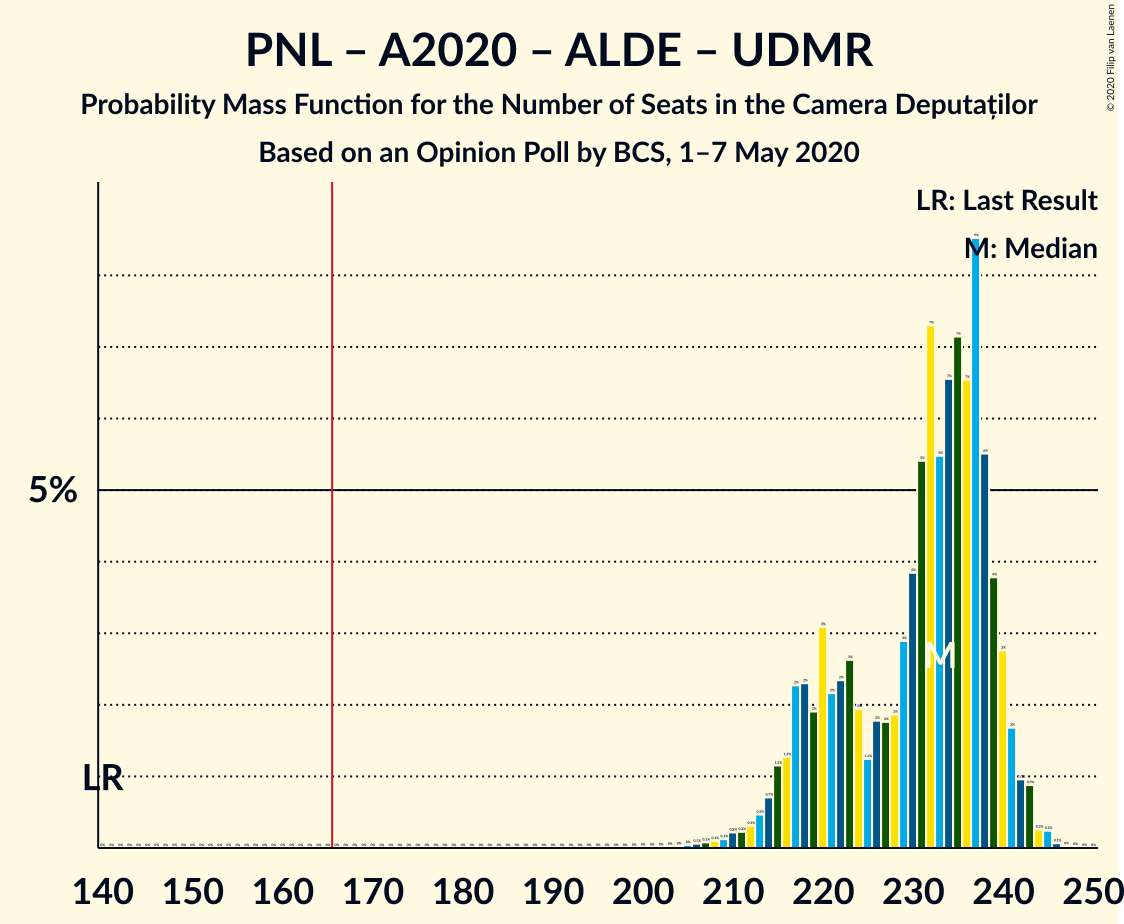 PNL – A2020 – ALDE – UDMR
Probability Mass Function for the Number of Seats in the Camera Deputaților
Based on an Opinion Poll by BCS, 1–7 May 2020
© 2020 Filip van Laenen
LR: Last Result
M: Median
5%
M
LR
140 150 160 170 180 190 200 210 220 230 240 250